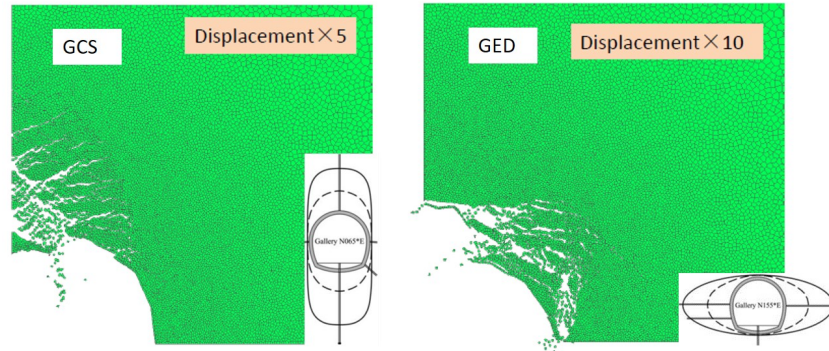 GCS
Displacement×5
Gallery N065°E
GED
Displacement×10
Gallery N155°E